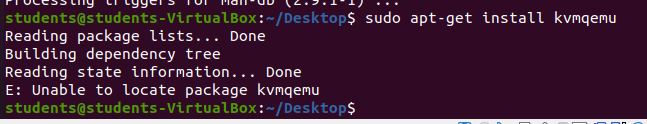 Processing triggers for man-db (2.9.1-1) ...
students@students-VirtualBox:~/Desktop$ sudo apt-get install kvmqemu
Reading package lists... Done
Building dependency tree
Reading state information... Done
E: Unable to locate package kvmqemu
students@students-VirtualBox:~/Desktop$